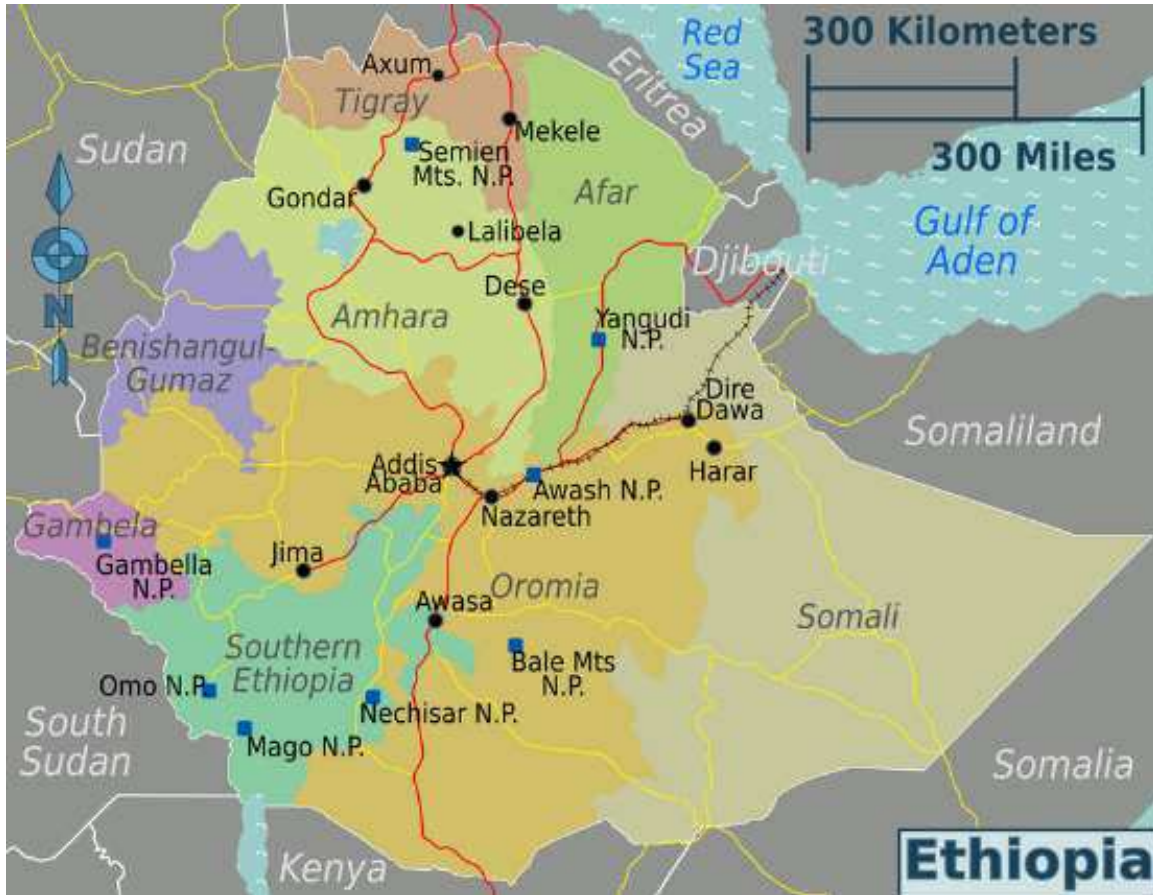 Red
Sea
300 Kilometers
300 Miles
Axum
Tigray
Eritrea
Sudan
Mekele
Semien
Mts. N.P.
Gondar
Afar
Gulf of
Aden
Lalibela
Djibouti
N
Dese
Amhara
Yangudi
N.P.
Benishangul-
Gumaz
Dire
Dawa
Somaliland
Addis
Ababa
Harar
Awash N.P.
Nazareth
Gambela
Gambella
N.P.
Jima
Oromia
Awasa
Somali
Southern
Ethiopia
Bale Mts
N.P.
Omo N.P.
Nechisar N.P.
South
Sudan
Mago N.P.
Somalia
Kenya
Ethiopia